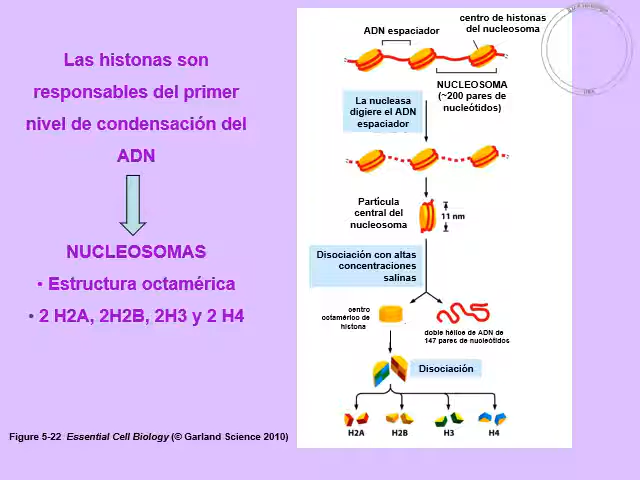 Las histonas son
responsables del primer
nivel de condensación del
ADN
NUCLEOSOMAS
• Estructura octamérica
• 2 H2A, 2H2B, 2H3 y 2 H4
Figure 5-22 Essential Cell Biology (© Garland Science 2010)
ADN espaciador
centro de histonas
del nucleosoma
NUCLEOSOMA
(~200 pares de
nucleótidos)
La nucleasa
digiere el ADN
espaciador
Partícula
central del
nucleosoma
11 nm
Disociación con altas
concentraciones
salinas
centro
octamérico de
histona
doble hélice de ADN de
147 pares de nucleótidos
Disociación
H2A H2B H3 H4